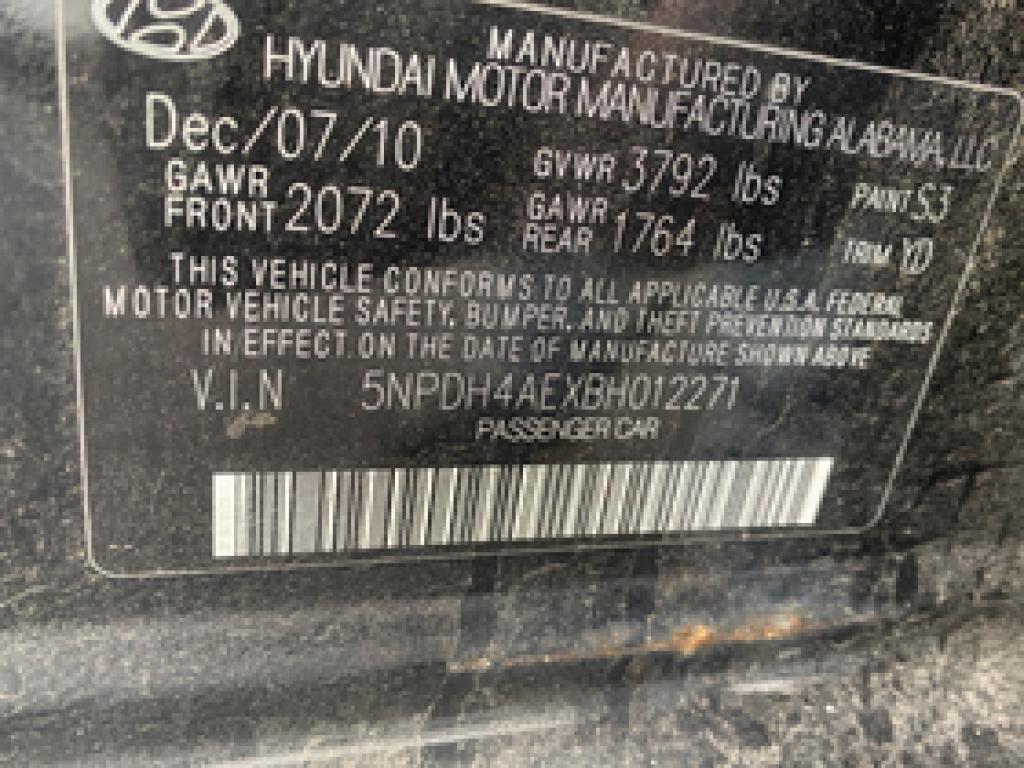 MANUFACTURED BY
HYUNDAI MOTOR MANUFACTURING ALABAMA, LLC
Dec/07/10 GVWR 3792 lbs PAINT S3
GAWR FRONT 2072 lbs GAWR REAR 1764 lbs TRIM YD
THIS VEHICLE CONFORMS TO ALL APPLICABLE U.S.A. FEDERAL
MOTOR VEHICLE SAFETY, BUMPER, AND THEFT PREVENTION STANDARDS
IN EFFECT ON THE DATE OF MANUFACTURE SHOWN ABOVE
V.I.N 5NPDH4AEXBH012271
PASSENGER CAR